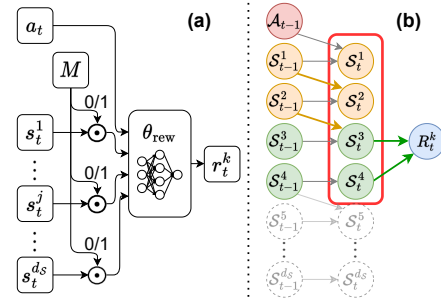 (a)
a_t
M
0/1
s_t^1
θ_rew
r_t^k
0/1
s_t^j
0/1
s_t^{d_S}
(b)
A_{t−1}
S_{t−1}^1
S_t^1
S_{t−1}^2
S_t^2
S_{t−1}^3
S_t^3
R_t^k
S_{t−1}^4
S_t^4
S_{t−1}^5
S_t^5
S_{t−1}^{d_S}
S_t^{d_S}